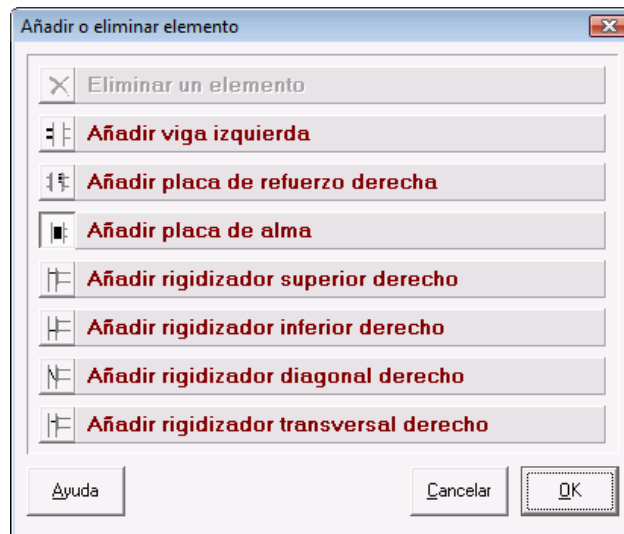 Añadir o eliminar elemento
Eliminar un elemento
Añadir viga izquierda
Añadir placa de refuerzo derecha
Añadir placa de alma
Añadir rigidizador superior derecho
Añadir rigidizador inferior derecho
Añadir rigidizador diagonal derecho
Añadir rigidizador transversal derecho
Ayuda
Cancelar
OK